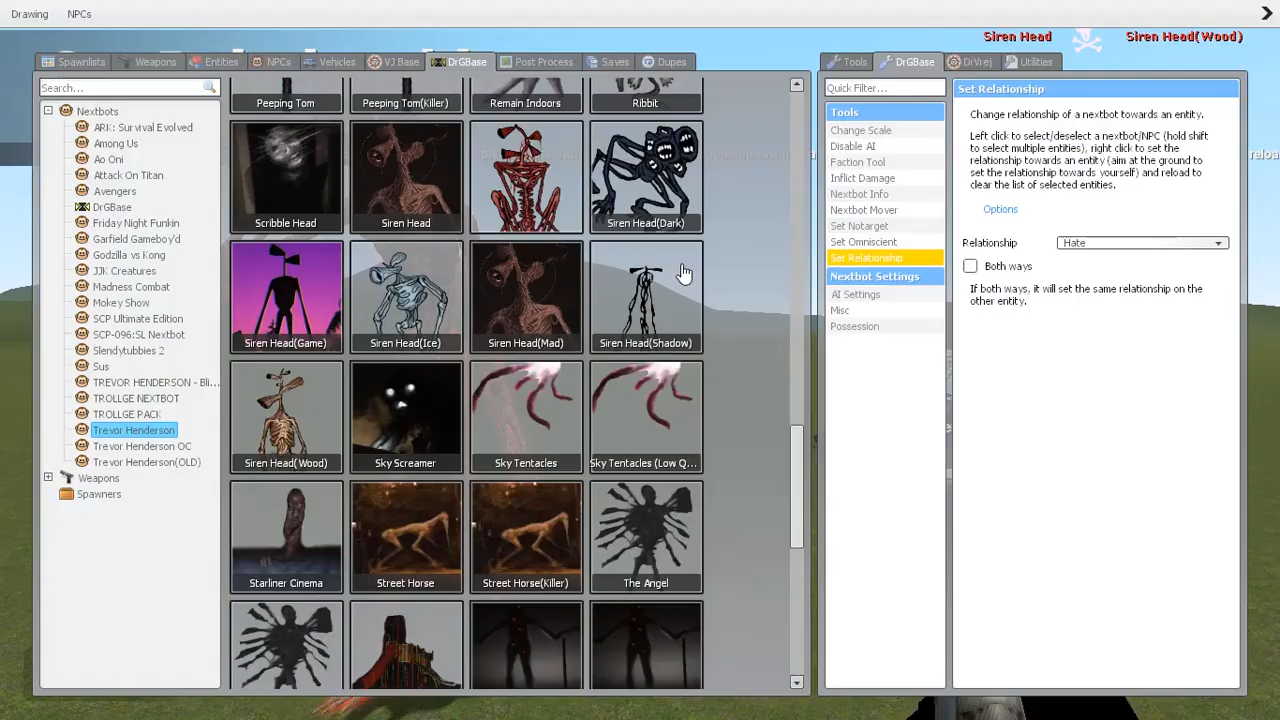 Drawing NPCs
Siren Head Siren Head(Wood)
Spawnlists Weapons Entities NPCs Vehicles VJ Base DrGBase Post Process Saves Dupes
Tools DrGBase DrVrej Utilities
Search...
Nextbots
ARK: Survival Evolved
Among Us
Ao Oni
Attack On Titan
Avengers
DrGBase
Friday Night Funkin
Garfield Gameboy'd
Godzilla vs Kong
JJK Creatures
Madness Combat
Mokey Show
SCP Ultimate Edition
SCP-096:SL Nextbot
Slendytubbies 2
Sus
TREVOR HENDERSON - Bli...
TROLLGE NEXTBOT
TROLLGE PACK
Trevor Henderson
Trevor Henderson OC
Trevor Henderson(OLD)
Weapons
Spawners
Peeping Tom Peeping Tom(Killer) Remain Indoors Ribbit
Scribble Head Siren Head Siren Head(Dark)
Siren Head(Game) Siren Head(Ice) Siren Head(Mad) Siren Head(Shadow)
Siren Head(Wood) Sky Screamer Sky Tentacles Sky Tentacles (Low Q...
Starliner Cinema Street Horse Street Horse(Killer) The Angel
Quick Filter...
Tools
Change Scale
Disable AI
Faction Tool
Inflict Damage
Nextbot Info
Nextbot Mover
Set Notarget
Set Omniscient
Set Relationship
Nextbot Settings
AI Settings
Misc
Possession
Set Relationship
Change relationship of a nextbot towards an entity.
Left click to select/deselect a nextbot/NPC (hold shift
to select multiple entities), right click to set the
relationship towards an entity (aim at the ground to
set the relationship towards yourself) and reload to
clear the list of selected entities.
Options
Relationship Hate
Both ways
If both ways, it will set the same relationship on the
other entity.